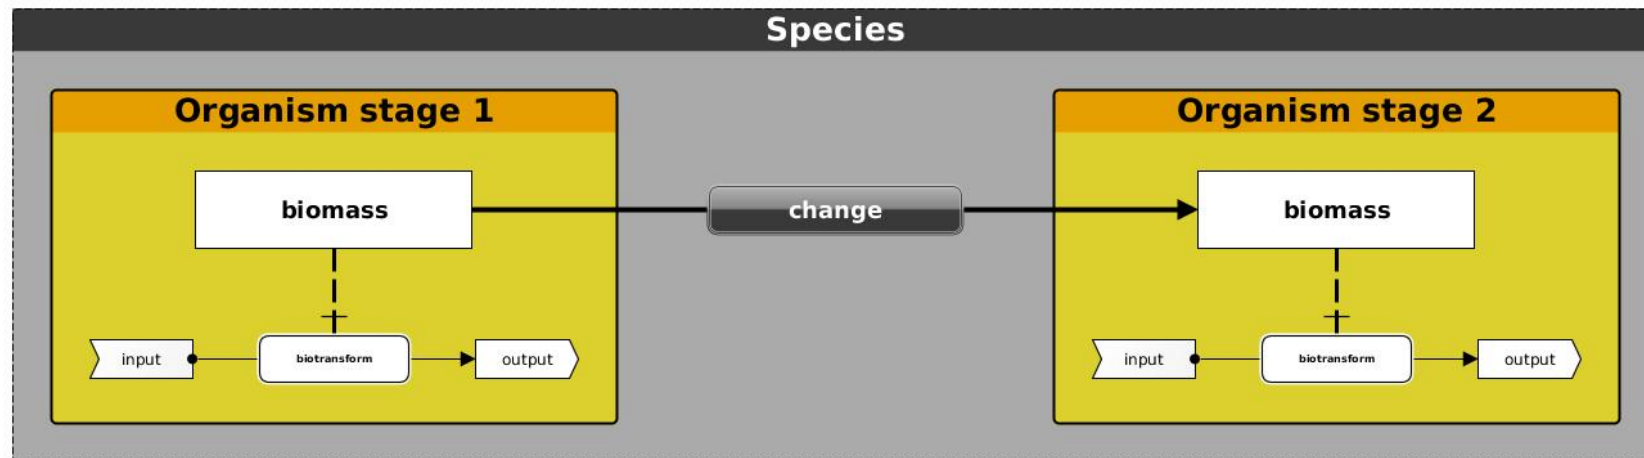 Species
Organism stage 1
biomass
input
biotransform
output
change
Organism stage 2
biomass
input
biotransform
output